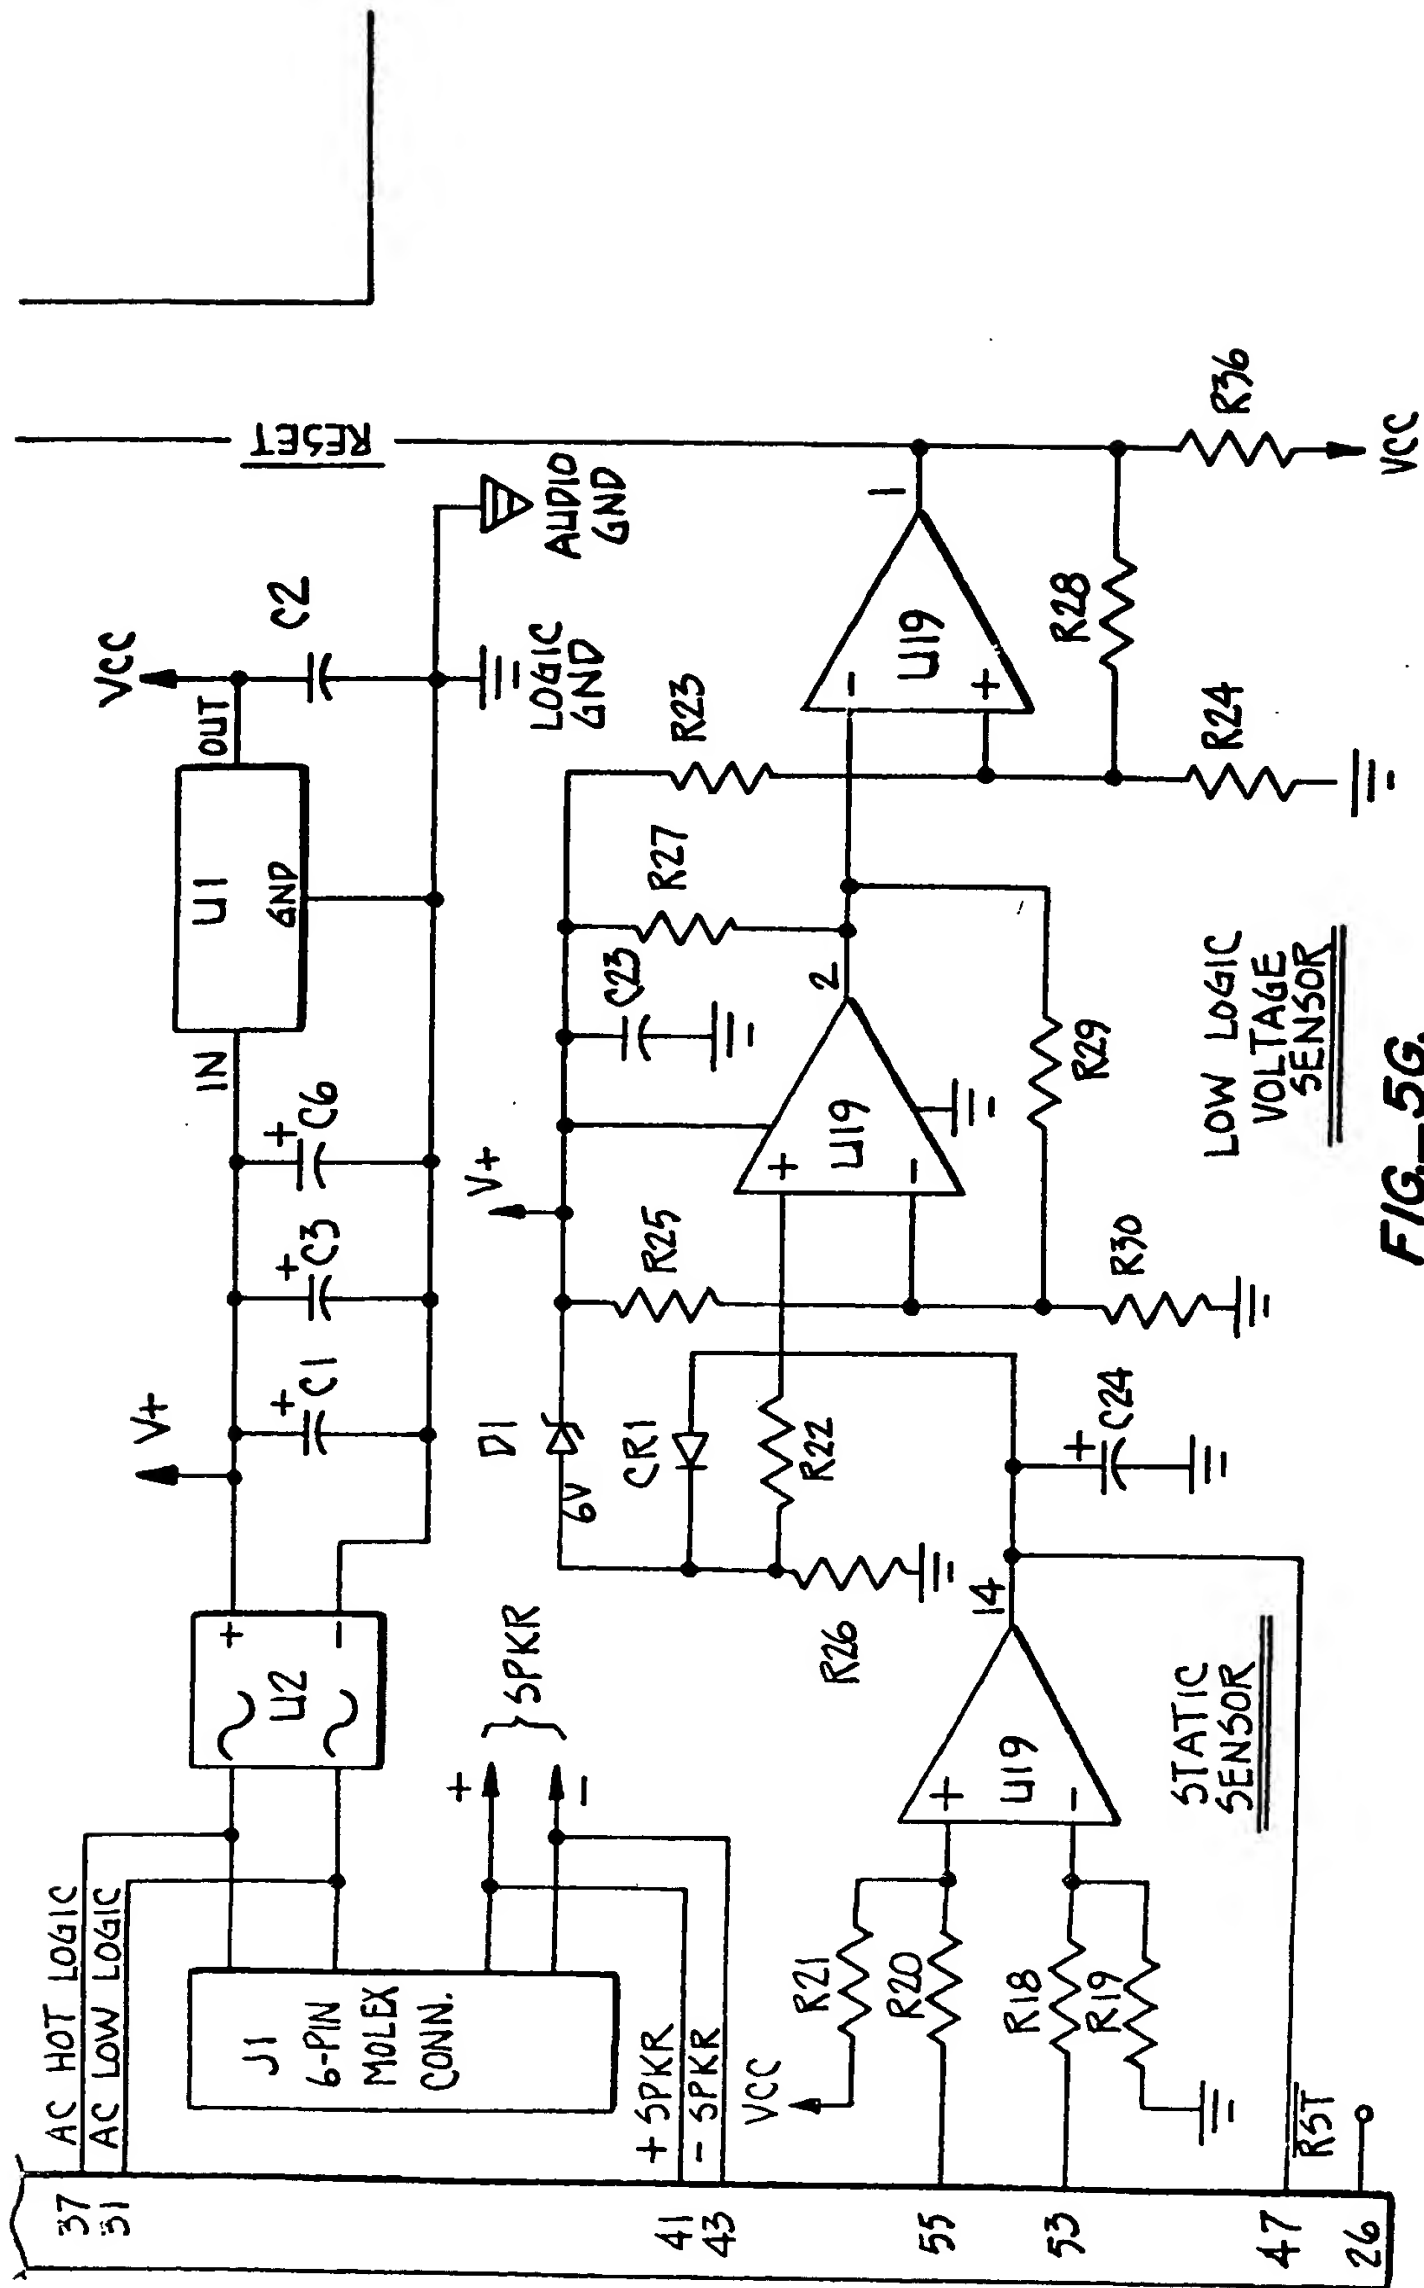 AC HOT LOGIC
AC LOW LOGIC
37
31
J1
6-PIN
MOLEX
CONN.
U2
+
-
V+
+
C1
+
C3
+
C6
IN
U1
GND
OUT
VCC
C2
LOGIC
GND
AUDIO
GND
RESET
+
-
SPKR
+ SPKR
- SPKR
41
43
VCC
R21
R20
R18
R19
55
53
+
-
U19
14
STATIC
SENSOR
47
RST
26
R26
6V
D1
CR1
R22
+
C24
V+
R25
R30
+
-
U19
2
C23
R27
R29
R23
-
+
U19
1
R28
R24
R36
VCC
LOW LOGIC
VOLTAGE
SENSOR
FIG.—5G.